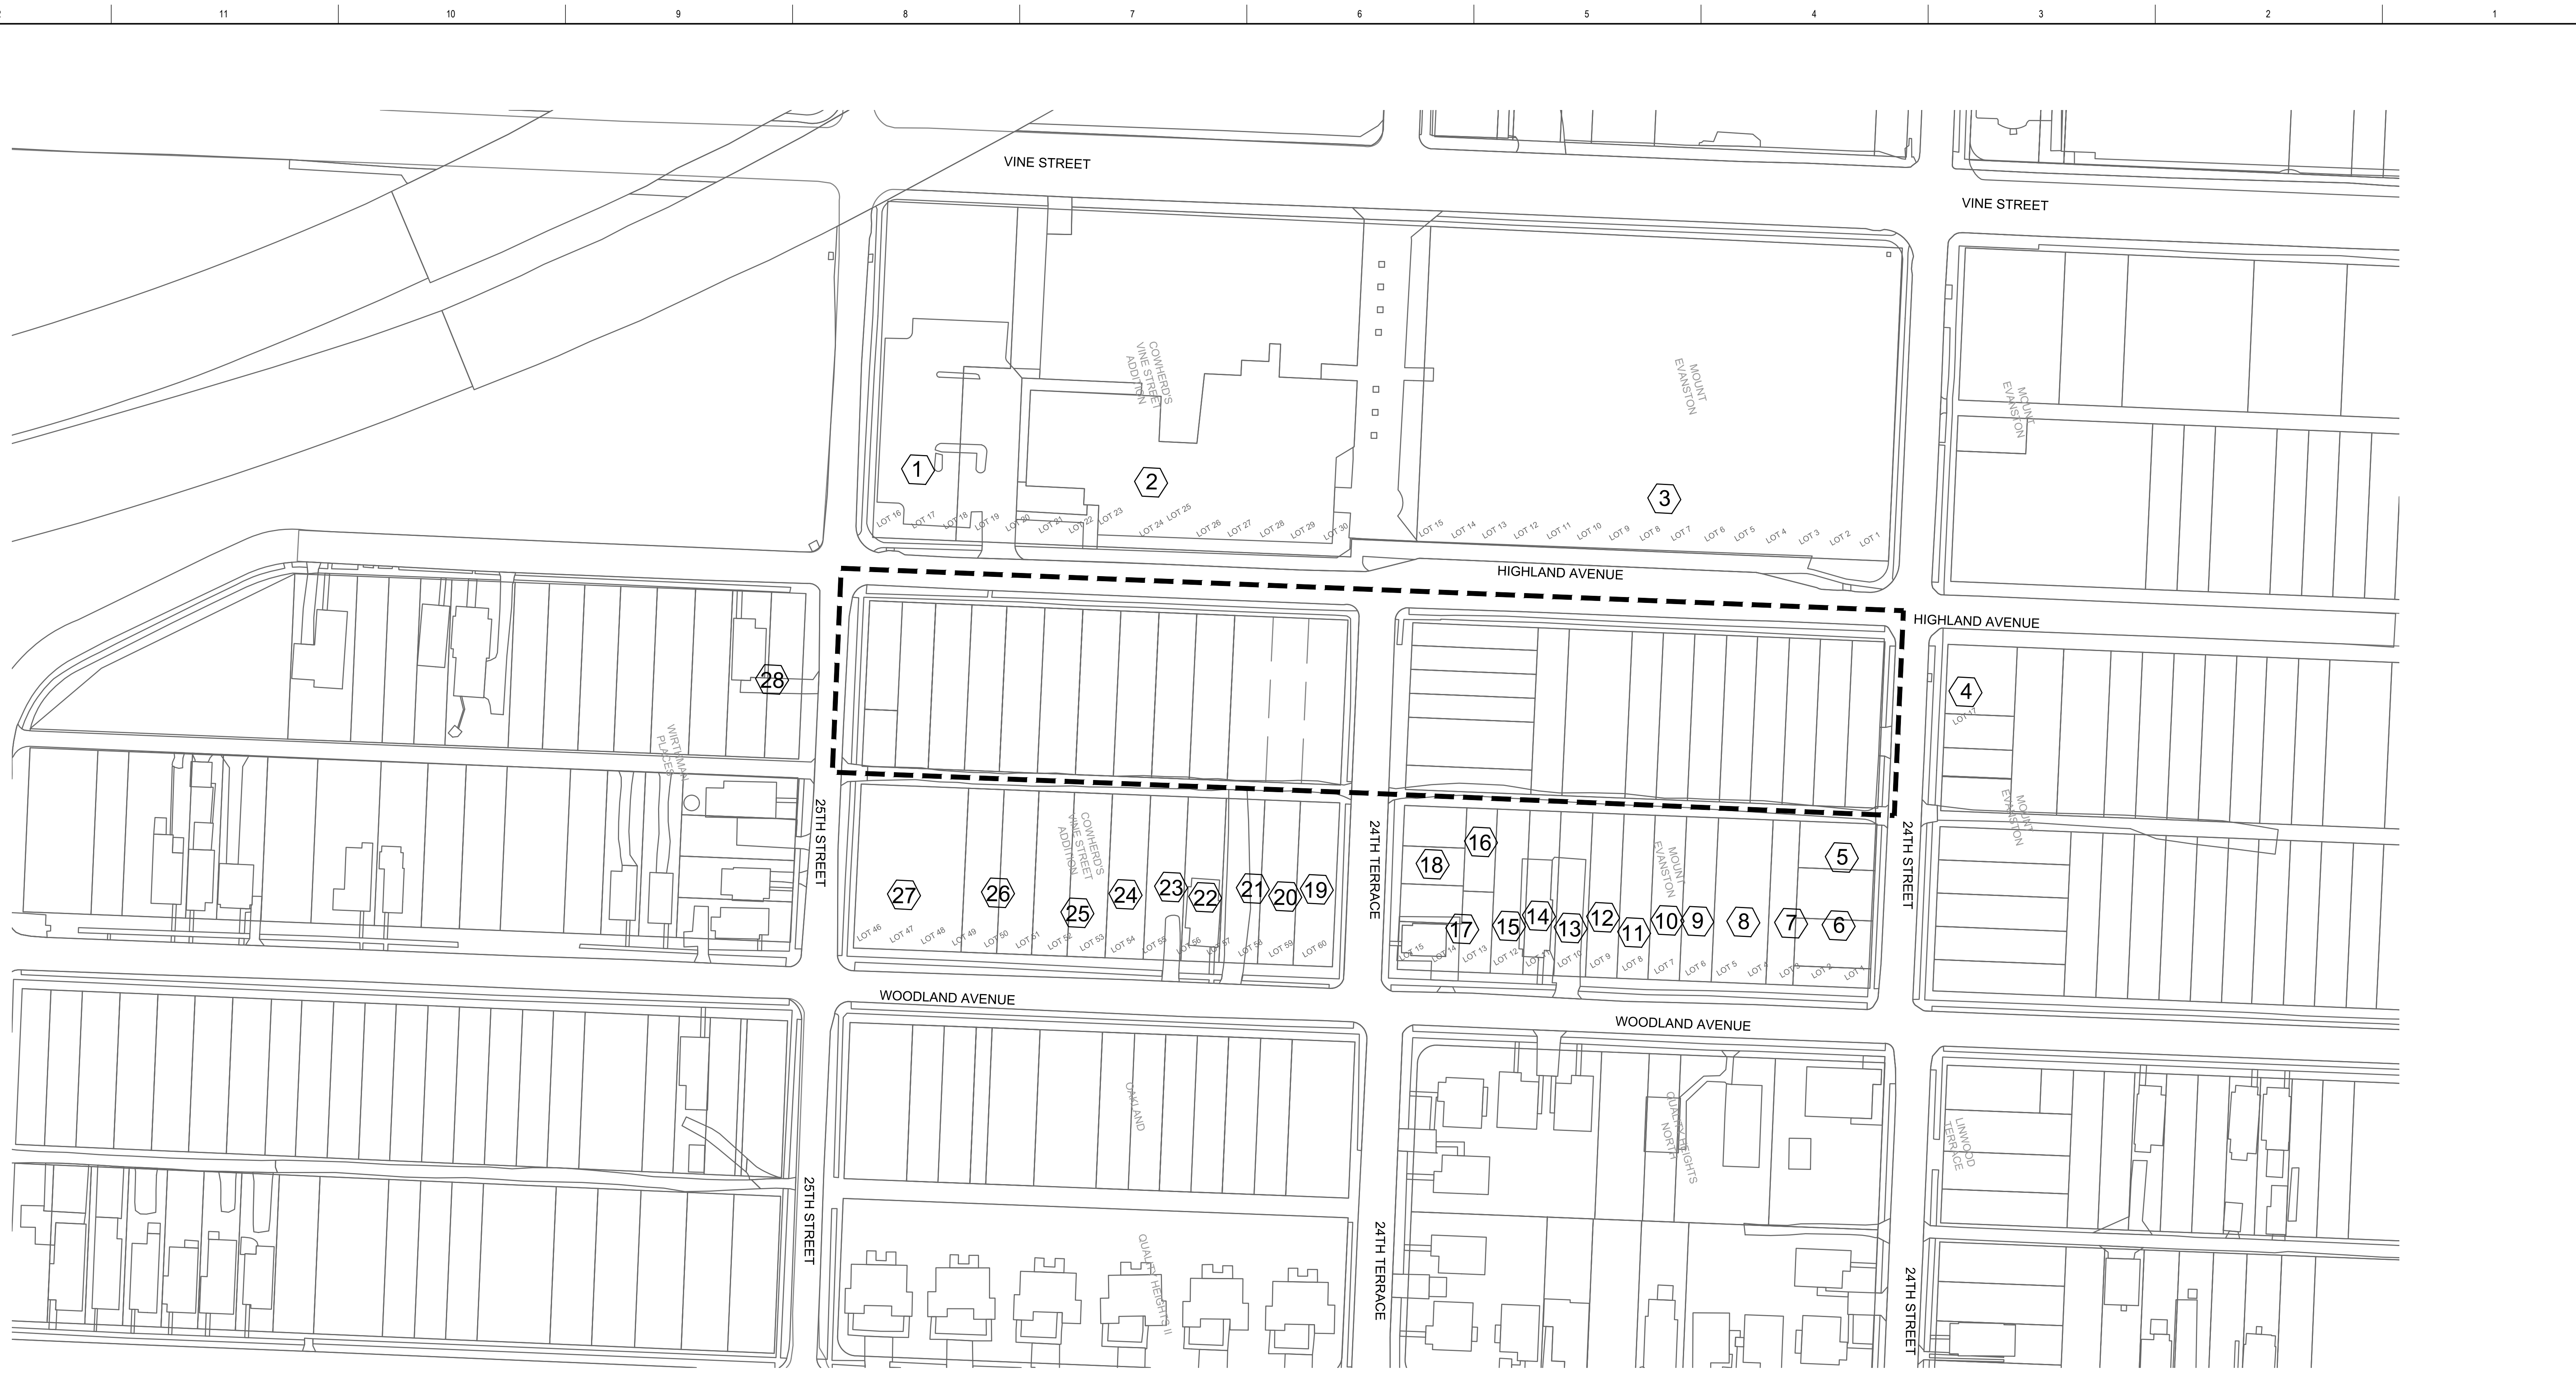 11
10
9
8
7
6
5
4
3
2
1
VINE STREET
VINE STREET
COWHERD'S
VINE STREET
ADDITION
MOUNT
EVANSTON
MOUNT
EVANSTON
1
2
3
LOT 16
LOT 17
LOT 18
LOT 19
LOT 20
LOT 21
LOT 22
LOT 23
LOT 24
LOT 25
LOT 26
LOT 27
LOT 28
LOT 29
LOT 30
LOT 15
LOT 14
LOT 13
LOT 12
LOT 11
LOT 10
LOT 9
LOT 8
LOT 7
LOT 6
LOT 5
LOT 4
LOT 3
LOT 2
LOT 1
HIGHLAND AVENUE
HIGHLAND AVENUE
28
4
LOT 17
WIRTHMAN
PLACES
25TH STREET
COWHERD'S
VINE STREET
ADDITION
24TH TERRACE
MOUNT
EVANSTON
24TH STREET
MOUNT
EVANSTON
27
26
25
24
23
22
21
20
19
18
16
17
15
14
13
12
11
10
9
8
7
5
6
LOT 46
LOT 47
LOT 48
LOT 49
LOT 50
LOT 51
LOT 52
LOT 53
LOT 54
LOT 55
LOT 56
LOT 57
LOT 58
LOT 59
LOT 60
LOT 15
LOT 14
LOT 13
LOT 12
LOT 11
LOT 10
LOT 9
LOT 8
LOT 7
LOT 6
LOT 5
LOT 4
LOT 3
LOT 2
LOT 1
WOODLAND AVENUE
WOODLAND AVENUE
OAKLAND
QUALITY HEIGHTS
NORTH
LINWOOD
TERRACE
25TH STREET
24TH TERRACE
24TH STREET
QUALITY HEIGHTS II